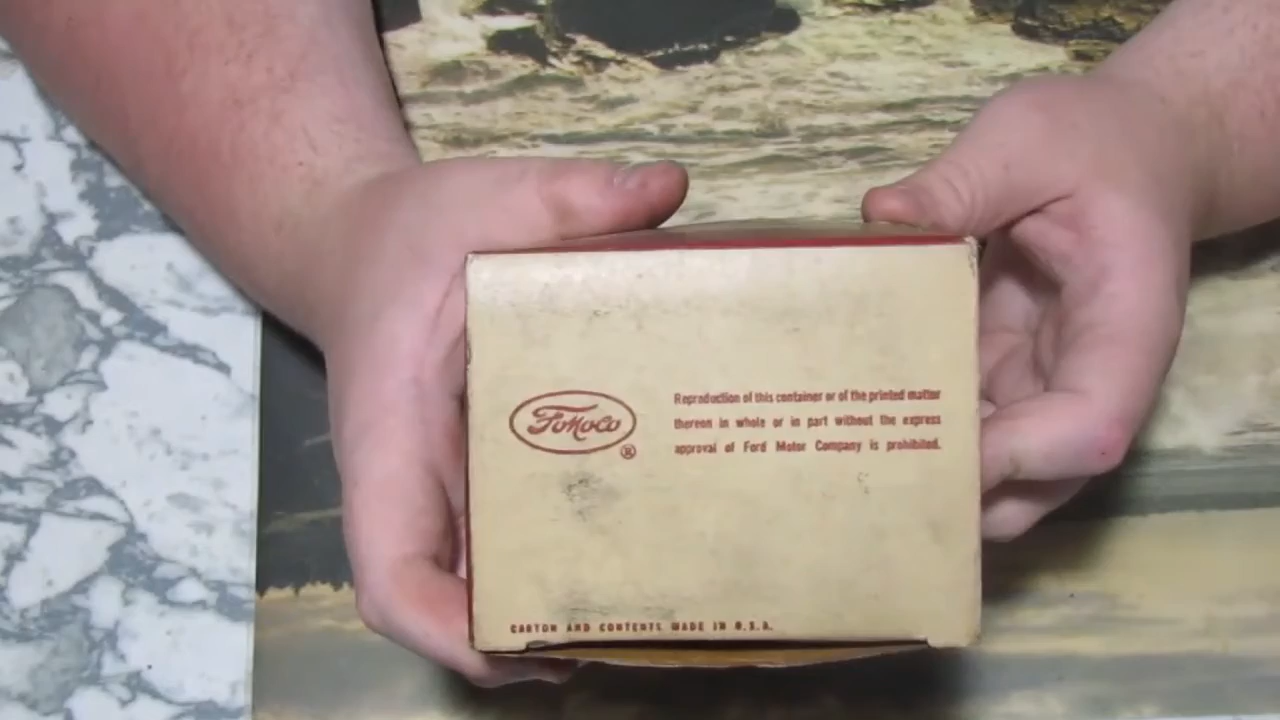 FoMoCo
®
Reproduction of this container or of the printed matter
thereon in whole or in part without the express
approval of Ford Motor Company is prohibited.
CARTON AND CONTENTS MADE IN U.S.A.